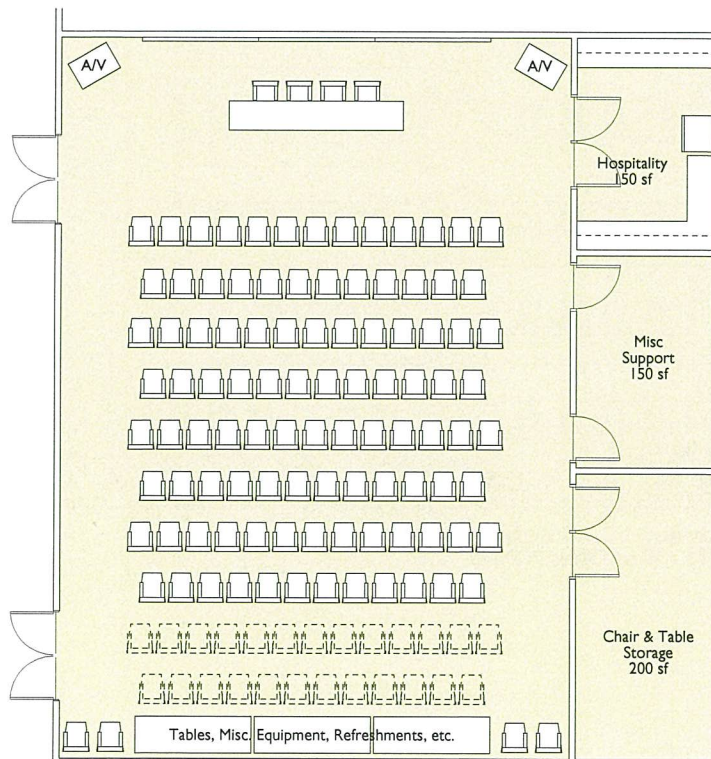 A/V
A/V
Hospitality
150 sf
Misc
Support
150 sf
Chair & Table
Storage
200 sf
Tables, Misc. Equipment, Refreshments, etc.